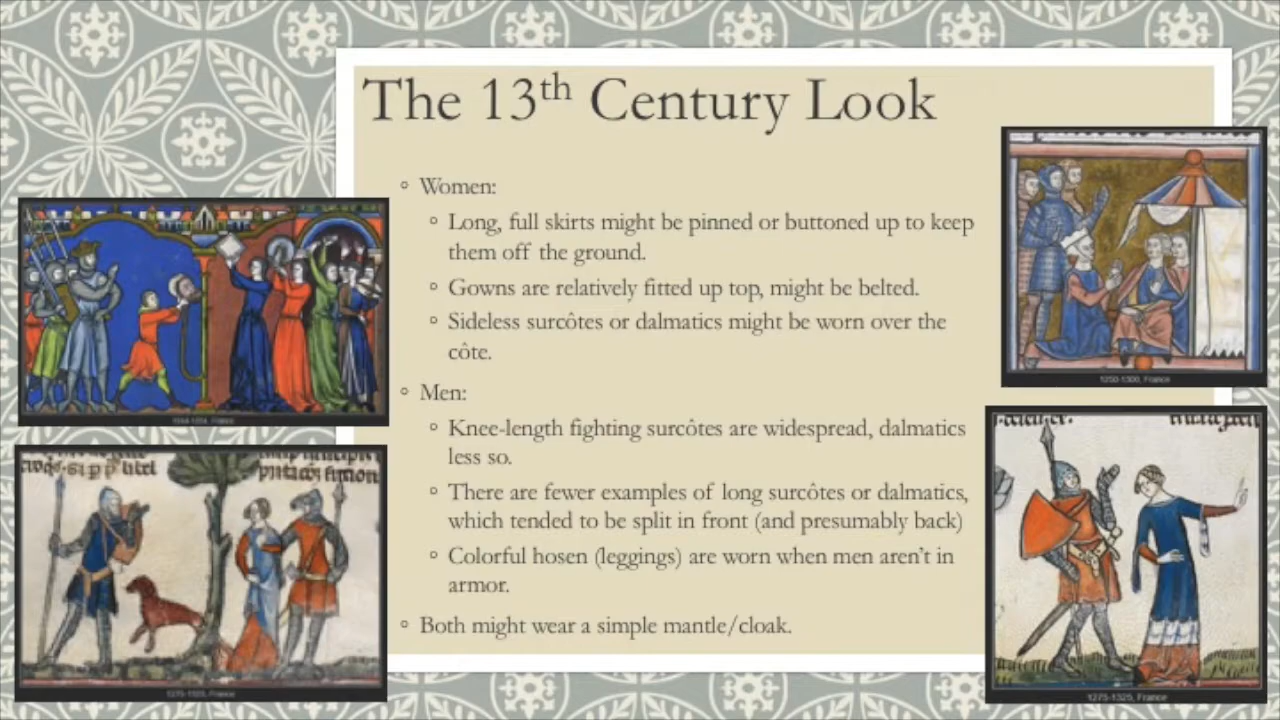 The 13th Century Look
Women:
Long, full skirts might be pinned or buttoned up to keep
them off the ground.
Gowns are relatively fitted up top, might be belted.
Sideless surcôtes or dalmatics might be worn over the
côte.
Men:
Knee-length fighting surcôtes are widespread, dalmatics
less so.
There are fewer examples of long surcôtes or dalmatics,
which tended to be split in front (and presumably back)
Colorful hosen (leggings) are worn when men aren't in
armor.
Both might wear a simple mantle/cloak.
France
1275-1325, France
1250-1300, France
1275-1325, France